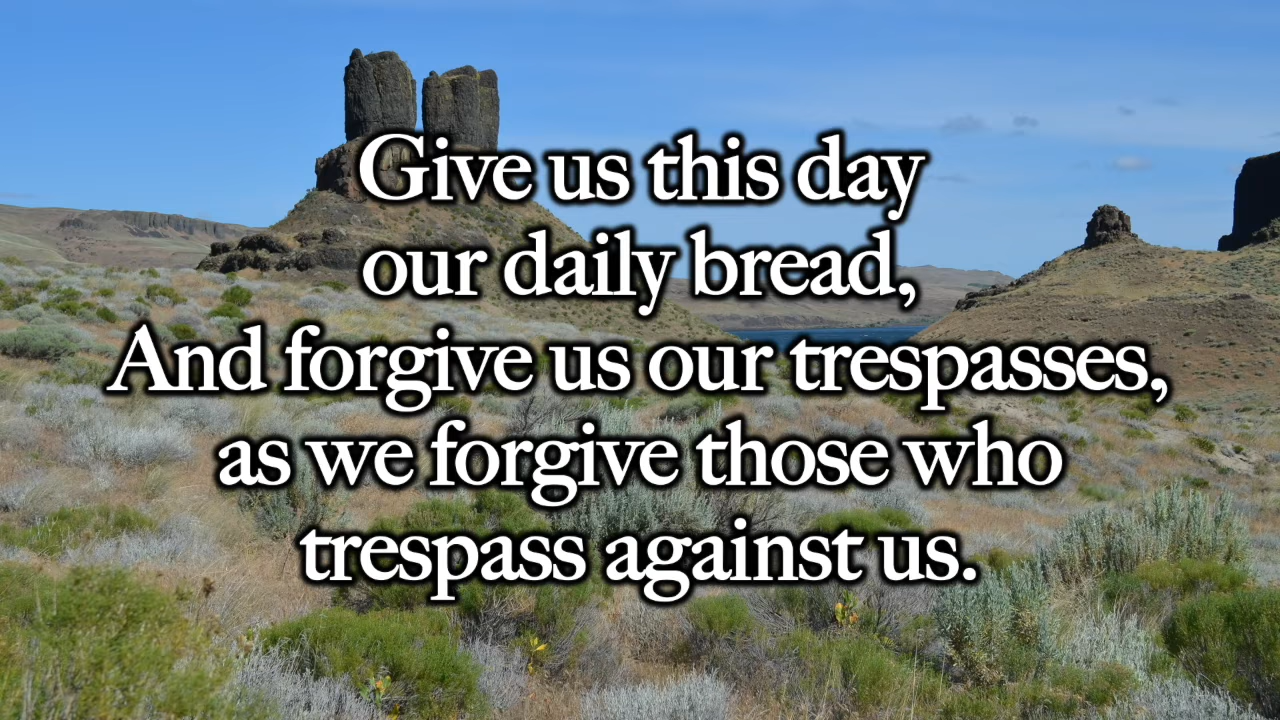 Give us this day
our daily bread,
And forgive us our trespasses,
as we forgive those who
trespass against us.